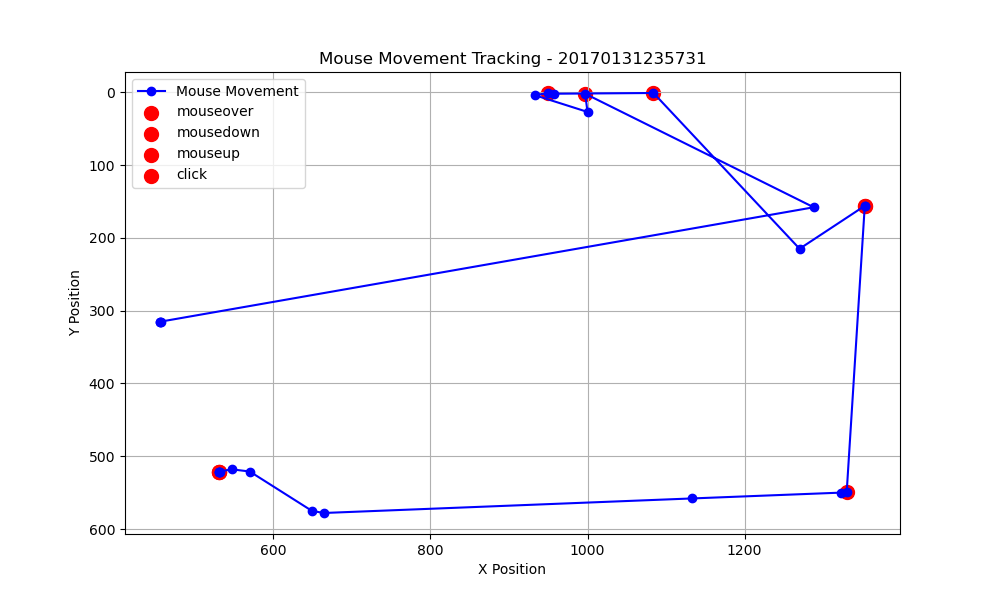 Mouse Movement Tracking - 20170131235731
Mouse Movement
mouseover
mousedown
mouseup
click
0
100
200
300
400
500
600
Y Position
600
800
1000
1200
X Position